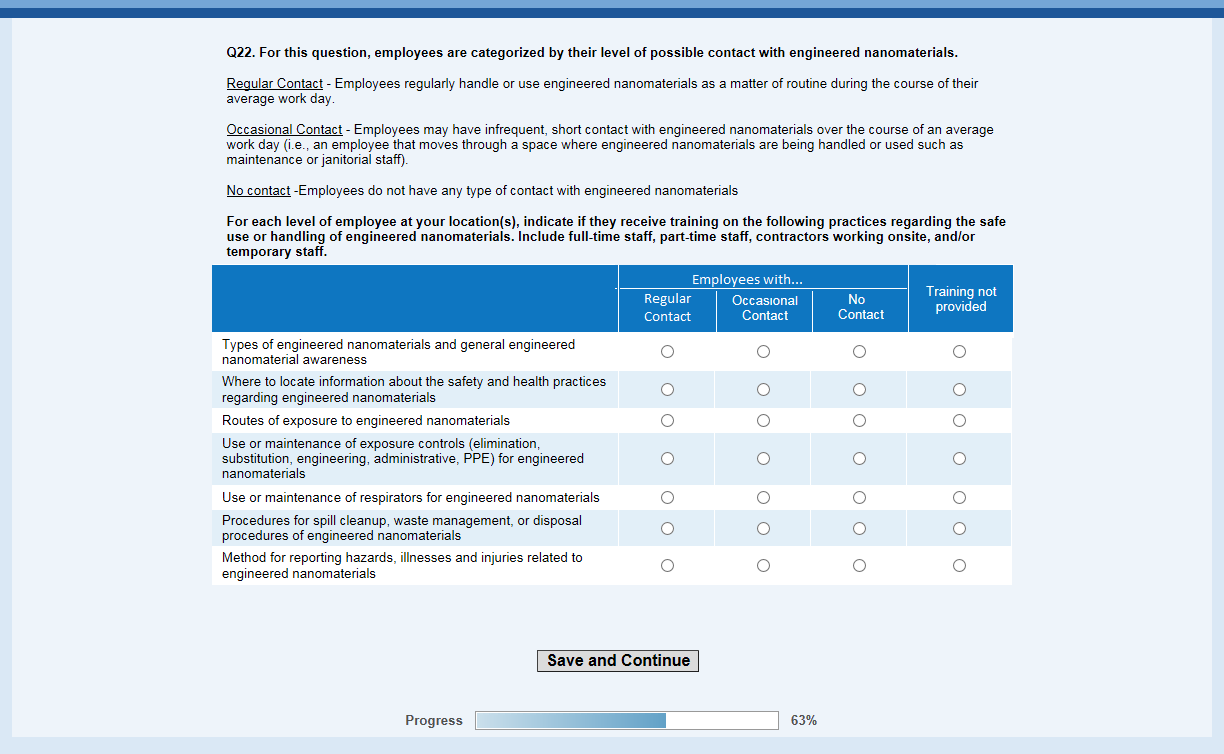 Q22. For this question, employees are categorized by their level of possible contact with engineered nanomaterials.
Regular Contact - Employees regularly handle or use engineered nanomaterials as a matter of routine during the course of their
average work day.
Occasional Contact - Employees may have infrequent, short contact with engineered nanomaterials over the course of an average
work day (i.e., an employee that moves through a space where engineered nanomaterials are being handled or used such as
maintenance or janitorial staff).
No contact -Employees do not have any type of contact with engineered nanomaterials
For each level of employee at your location(s), indicate if they receive training on the following practices regarding the safe
use or handling of engineered nanomaterials. Include full-time staff, part-time staff, contractors working onsite, and/or
temporary staff.
Employees with...
Regular
Contact
Occasional
Contact
No
Contact
Training not
provided
Types of engineered nanomaterials and general engineered
nanomaterial awareness
Where to locate information about the safety and health practices
regarding engineered nanomaterials
Routes of exposure to engineered nanomaterials
Use or maintenance of exposure controls (elimination,
substitution, engineering, administrative, PPE) for engineered
nanomaterials
Use or maintenance of respirators for engineered nanomaterials
Procedures for spill cleanup, waste management, or disposal
procedures of engineered nanomaterials
Method for reporting hazards, illnesses and injuries related to
engineered nanomaterials
Save and Continue
Progress 63%